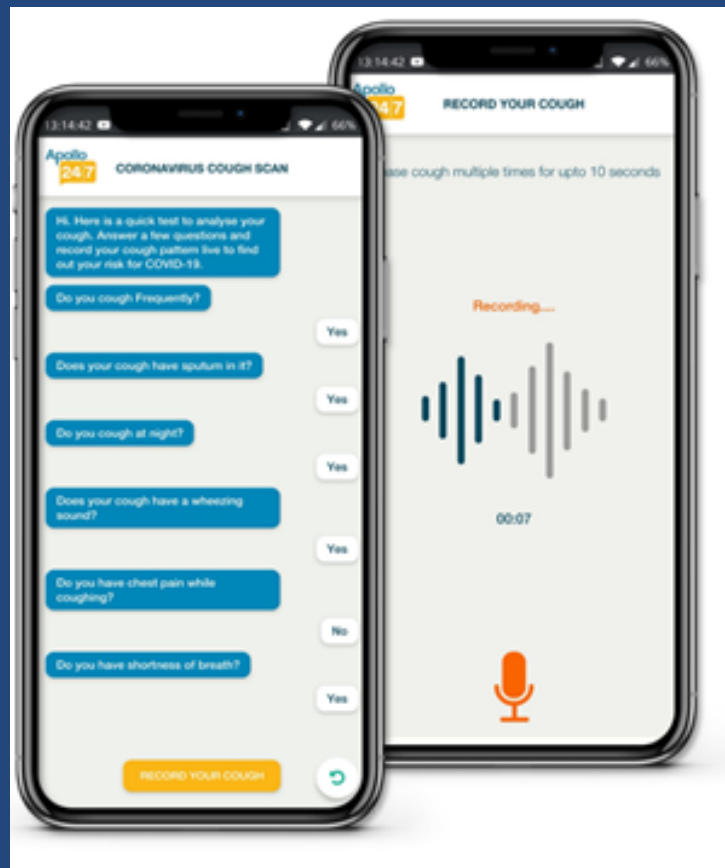 13:14:42
66%
Apollo
24|7
CORONAVIRUS COUGH SCAN
Hi. Here is a quick test to analyse your
cough. Answer a few questions and
record your cough pattern live to find
out your risk for COVID-19.
Do you cough Frequently?
Yes
Does your cough have sputum in it?
Yes
Do you cough at night?
Yes
Does your cough have a wheezing
sound?
Yes
Do you have chest pain while
coughing?
No
Do you have shortness of breath?
Yes
RECORD YOUR COUGH
13:14:42
66%
Apollo
24|7
RECORD YOUR COUGH
ase cough multiple times for upto 10 seconds
Recording....
00:07